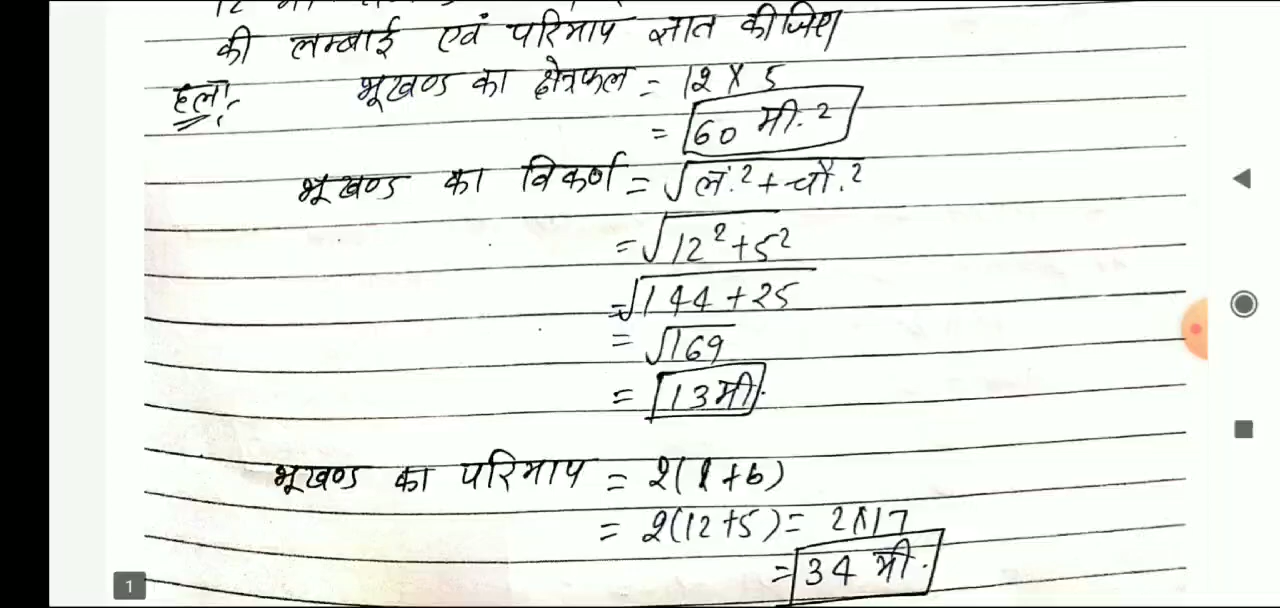 की लम्बाई एवं परिमाप ज्ञात कीजिए
हल:
भूखण्ड का क्षेत्रफल = 12 × 5
= 60 मी.²
भूखण्ड का विकर्ण = √लं.² + चौ.²
= √12² + 5²
= √144 + 25
= √169
= 13 मी.
भूखण्ड का परिमाप = 2(l + b)
= 2(12 + 5) = 2×17
= 34 मी.
1